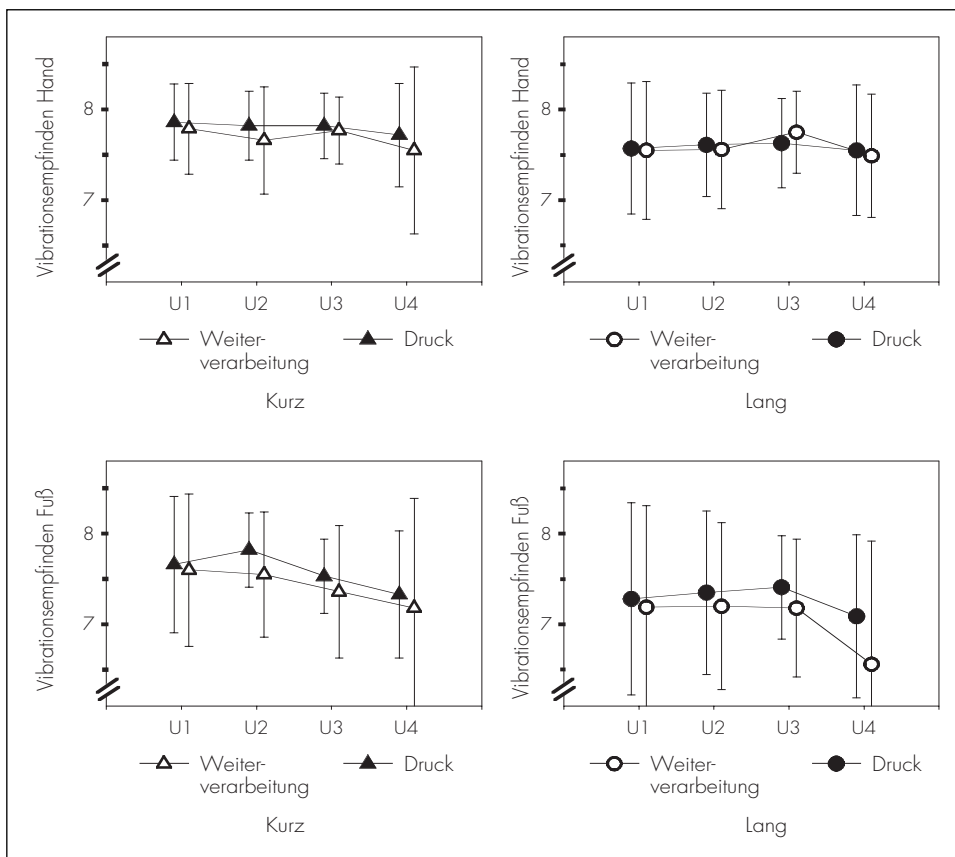 Vibrationsempfinden Hand
8
7
U1 U2 U3 U4
Weiter-
verarbeitung
Druck
Kurz
Vibrationsempfinden Hand
8
7
U1 U2 U3 U4
Weiter-
verarbeitung
Druck
Lang
Vibrationsempfinden Fuß
8
7
U1 U2 U3 U4
Weiter-
verarbeitung
Druck
Kurz
Vibrationsempfinden Fuß
8
7
U1 U2 U3 U4
Weiter-
verarbeitung
Druck
Lang